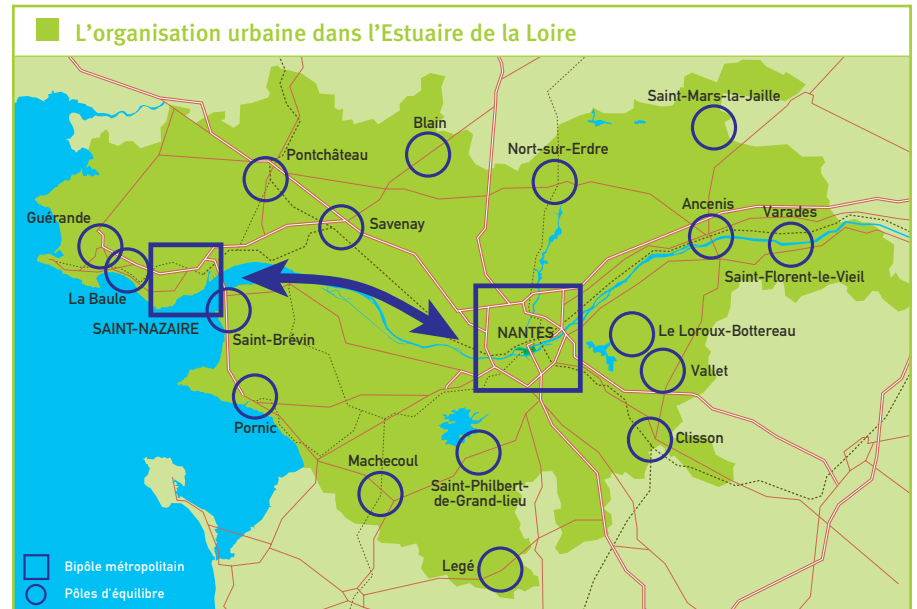 L'organisation urbaine dans l'Estuaire de la Loire
Saint-Mars-la-Jaille
Blain
Nort-sur-Erdre
Pontchâteau
Ancenis
Varades
Guérande
Savenay
Saint-Florent-le-Vieil
La Baule
SAINT-NAZAIRE
NANTES
Le Loroux-Bottereau
Saint-Brévin
Vallet
Pornic
Clisson
Machecoul
Saint-Philbert-
de-Grand-lieu
Legé
Bipôle métropolitain
Pôles d'équilibre